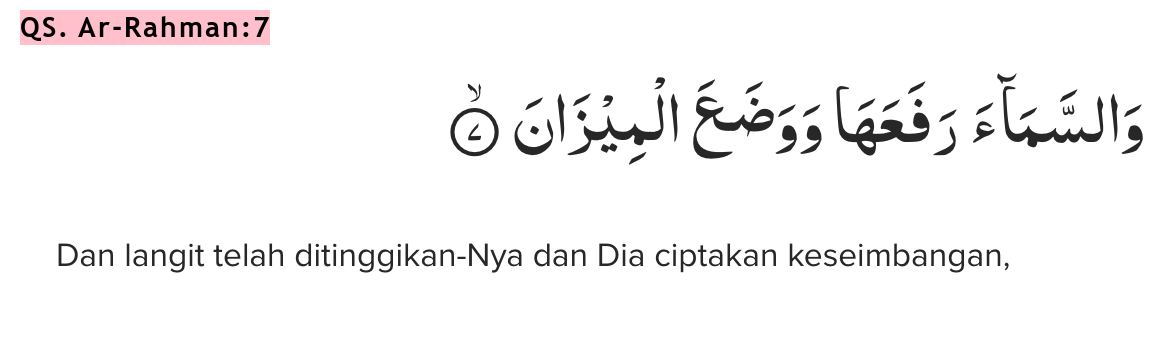 QS. Ar-Rahman:7
وَالسَّمَاۤءَ رَفَعَهَا وَوَضَعَ الْمِيْزَانَۙ ٧
Dan langit telah ditinggikan-Nya dan Dia ciptakan keseimbangan,